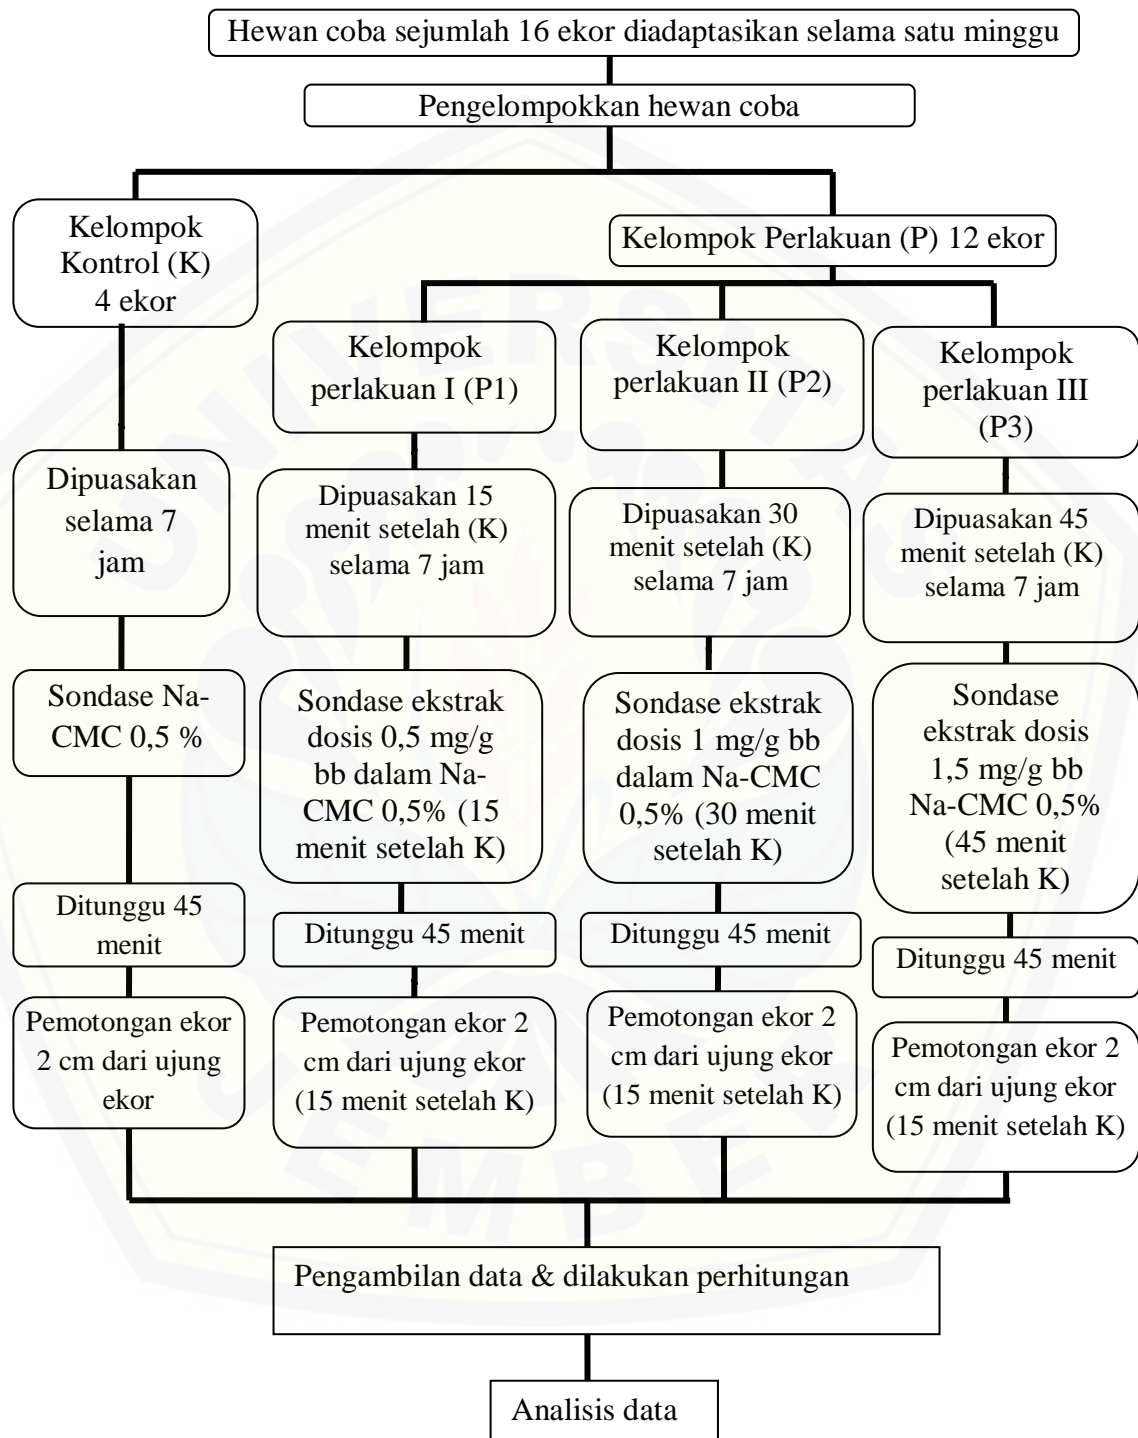 Hewan coba sejumlah 16 ekor diadaptasikan selama satu minggu
Pengelompokkan hewan coba
Kelompok
Kontrol (K)
4 ekor
Kelompok Perlakuan (P) 12 ekor
Kelompok
perlakuan I (P1)
Kelompok
perlakuan II (P2)
Kelompok
perlakuan III
(P3)
Dipuasakan
selama 7
jam
Dipuasakan 15
menit setelah (K)
selama 7 jam
Dipuasakan 30
menit setelah (K)
selama 7 jam
Dipuasakan 45
menit setelah (K)
selama 7 jam
Sondase Na-
CMC 0,5 %
Sondase ekstrak
dosis 0,5 mg/g
bb dalam Na-
CMC 0,5% (15
menit setelah K)
Sondase ekstrak
dosis 1 mg/g bb
dalam Na-CMC
0,5% (30 menit
setelah K)
Sondase
ekstrak dosis
1,5 mg/g bb
Na-CMC 0,5%
(45 menit
setelah K)
Ditunggu 45
menit
Ditunggu 45 menit
Ditunggu 45 menit
Ditunggu 45 menit
Pemotongan ekor
2 cm dari ujung
ekor
Pemotongan ekor 2
cm dari ujung ekor
(15 menit setelah K)
Pemotongan ekor 2
cm dari ujung ekor
(15 menit setelah K)
Pemotongan ekor 2
cm dari ujung ekor
(15 menit setelah K)
Pengambilan data & dilakukan perhitungan
Analisis data
UNIVERSITAS
JEMBER